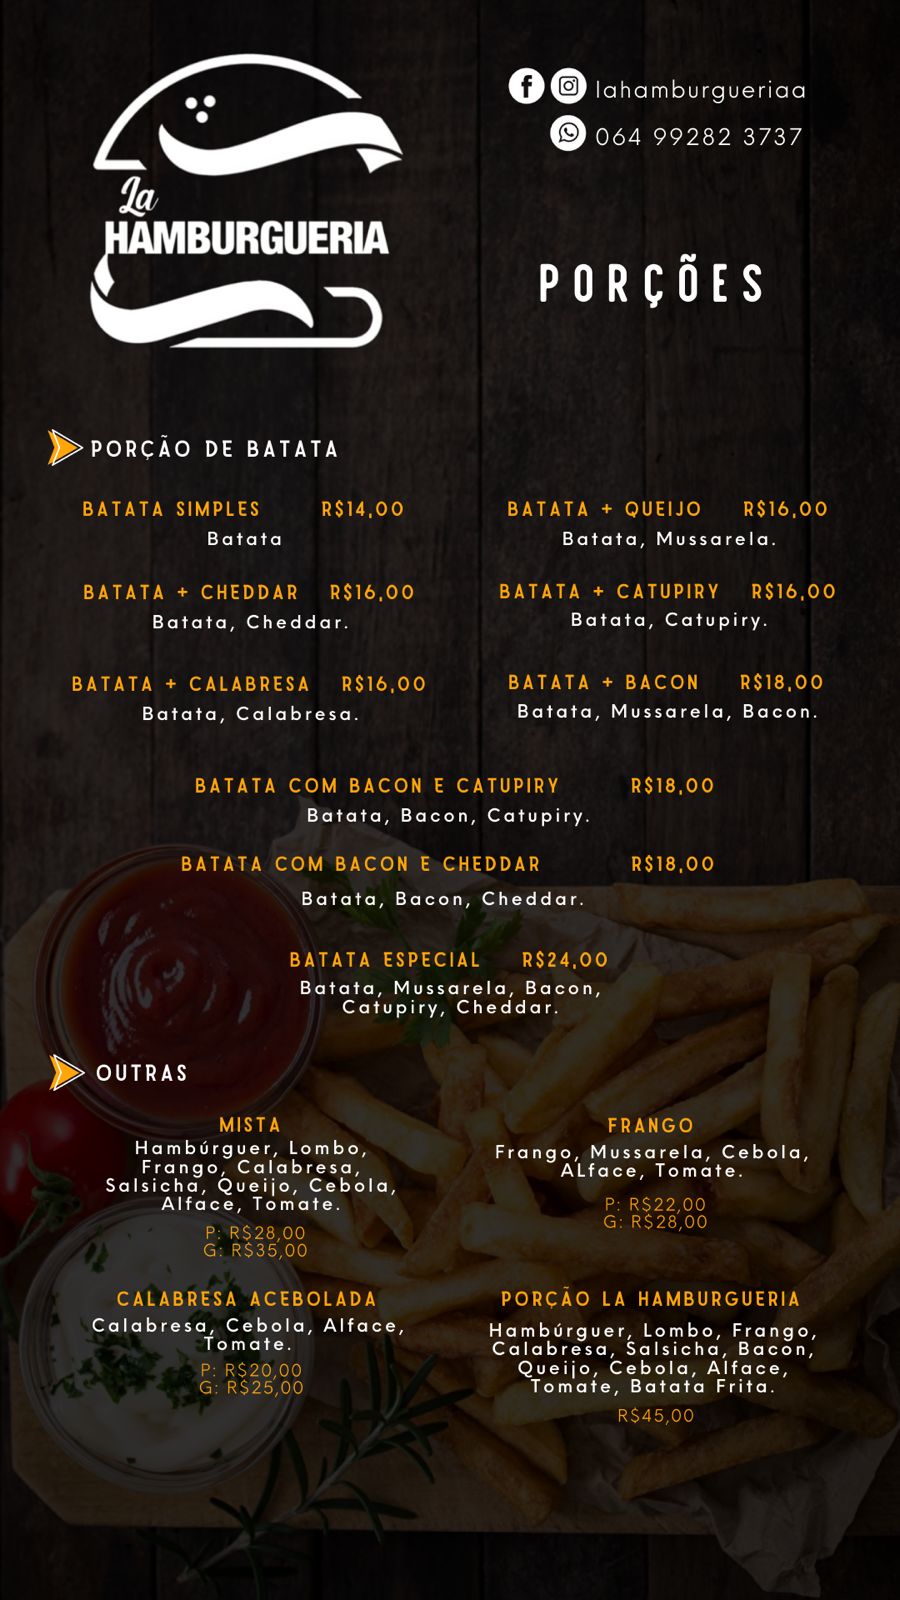 lahamburgueriaa
064 99282 3737
La
HAMBURGUERIA
PORÇÕES
PORÇÃO DE BATATA
BATATA SIMPLES R$14,00
Batata
BATATA + QUEIJO R$16,00
Batata, Mussarela.
BATATA + CHEDDAR R$16,00
Batata, Cheddar.
BATATA + CATUPIRY R$16,00
Batata, Catupiry.
BATATA + CALABRESA R$16,00
Batata, Calabresa.
BATATA + BACON R$18,00
Batata, Mussarela, Bacon.
BATATA COM BACON E CATUPIRY R$18,00
Batata, Bacon, Catupiry.
BATATA COM BACON E CHEDDAR R$18,00
Batata, Bacon, Cheddar.
BATATA ESPECIAL R$24,00
Batata, Mussarela, Bacon,
Catupiry, Cheddar.
OUTRAS
MISTA
Hambúrguer, Lombo,
Frango, Calabresa,
Salsicha, Queijo, Cebola,
Alface, Tomate.
P: R$28,00
G: R$35,00
FRANGO
Frango, Mussarela, Cebola,
ALface, Tomate.
P: R$22,00
G: R$28,00
CALABRESA ACEBOLADA
Calabresa, Cebola, Alface,
Tomate.
P: R$20,00
G: R$25,00
PORÇÃO LA HAMBURGUERIA
Hambúrguer, Lombo, Frango,
Calabresa, Salsicha, Bacon,
Queijo, Cebola, Alface,
Tomate, Batata Frita.
R$45,00